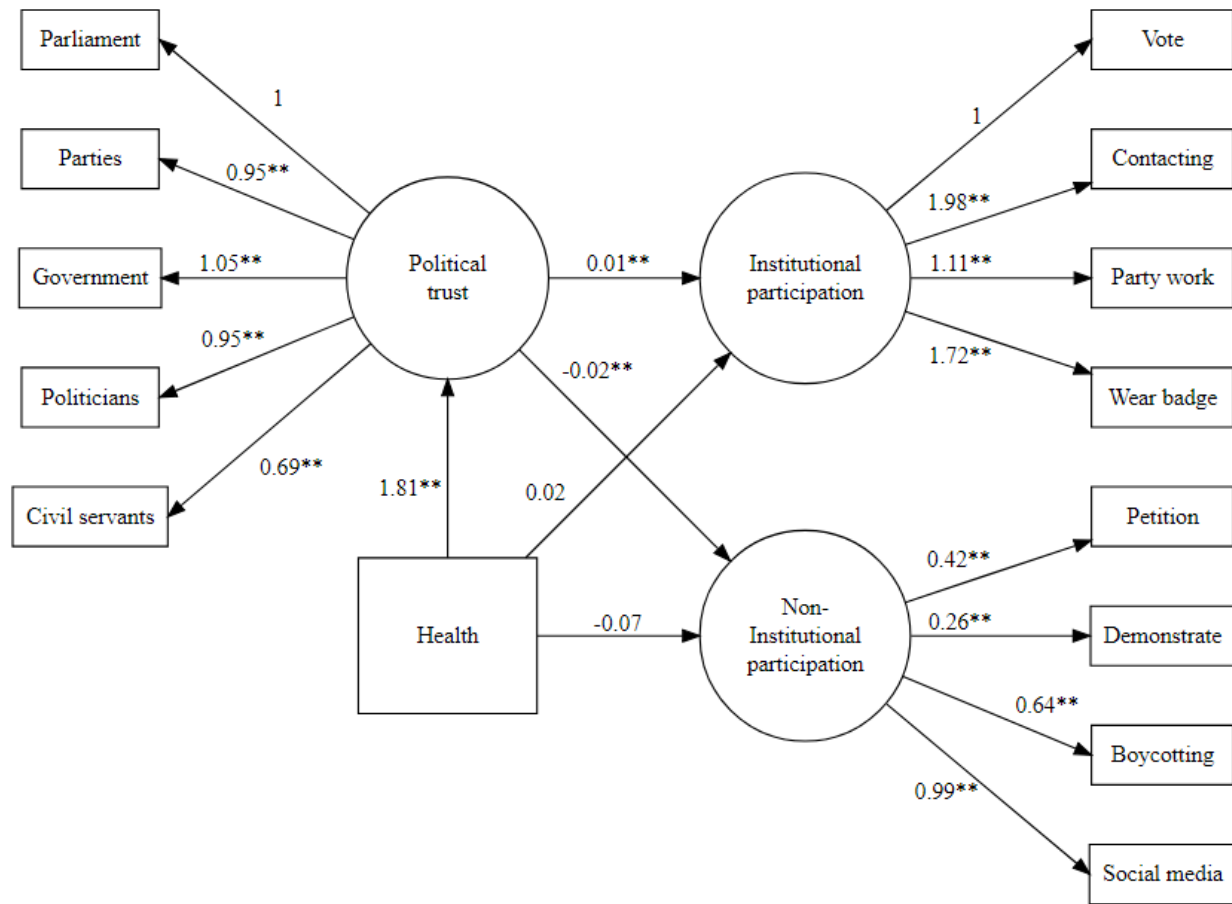 Parliament
Parties
Government
Politicians
Civil servants
1
0.95**
1.05**
0.95**
0.69**
Political
trust
1.81**
Health
0.01**
-0.02**
0.02
-0.07
Institutional
participation
Non-
Institutional
participation
1
1.98**
1.11**
1.72**
0.42**
0.26**
0.64**
0.99**
Vote
Contacting
Party work
Wear badge
Petition
Demonstrate
Boycotting
Social media